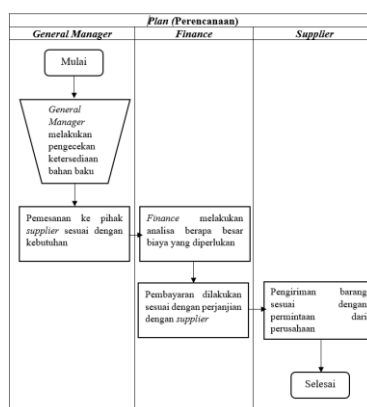 Plan (Perencanaan)
General Manager
Finance
Supplier
Mulai
General
Manager
melakukan
pengecekan
ketersediaan
bahan baku
Pemesanan ke pihak
supplier sesuai dengan
kebutuhan
Finance melakukan
analisa berapa besar
biaya yang diperlukan
Pembayaran dilakukan
sesuai dengan perjanjian
dengan supplier
Pengiriman barang
sesuai dengan
permintaan dari
perusahaan
Selesai